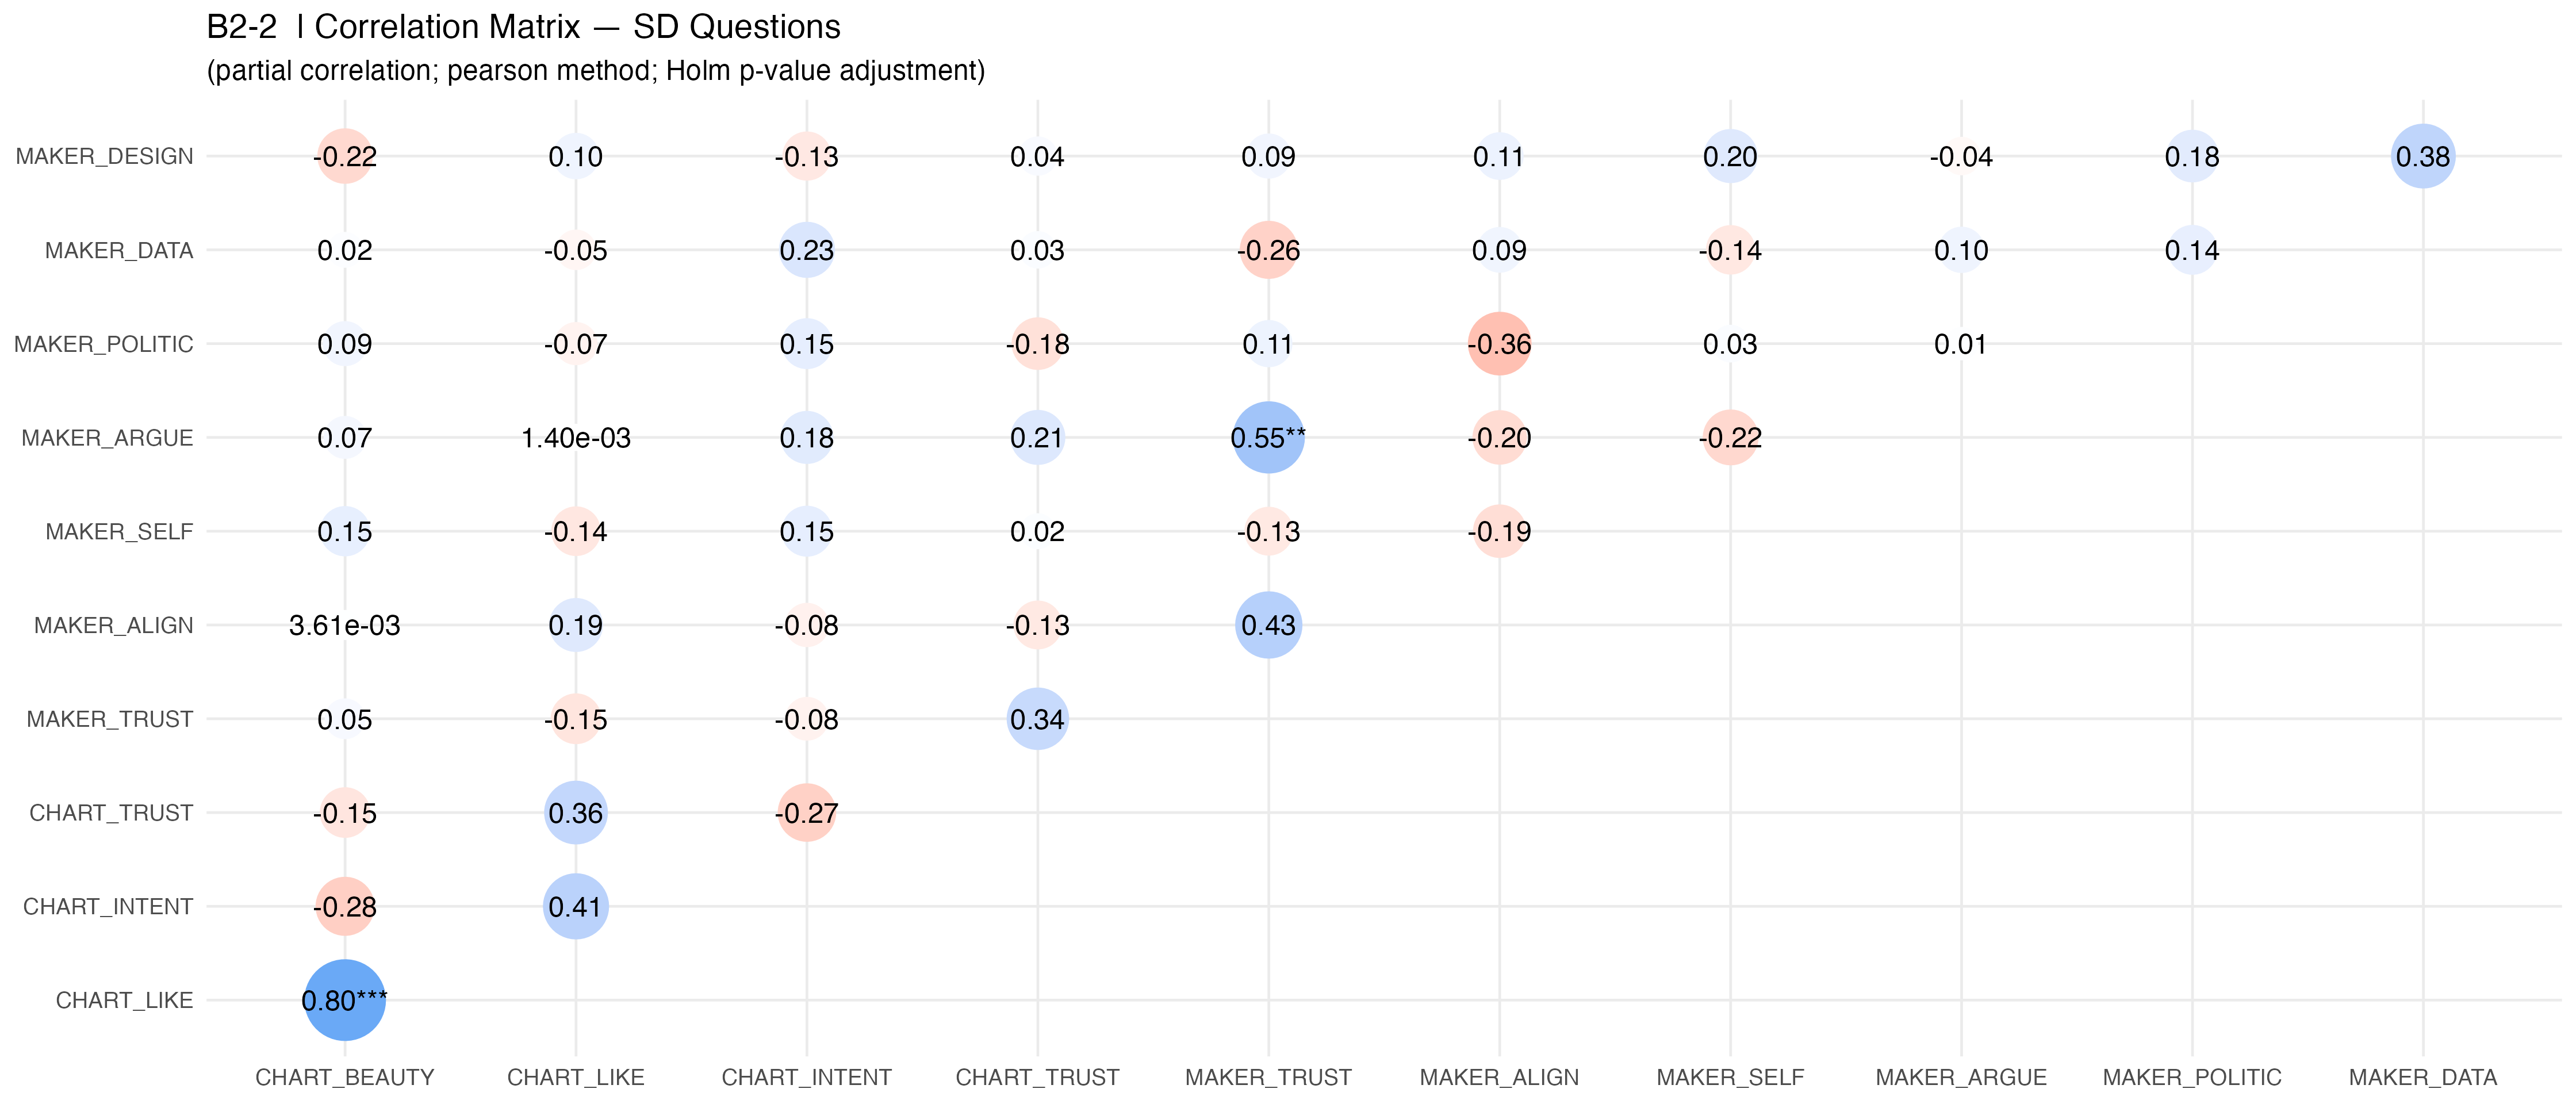 B2-2 | Correlation Matrix — SD Questions
(partial correlation; pearson method; Holm p-value adjustment)
MAKER_DESIGN -0.22 0.10 -0.13 0.04 0.09 0.11 0.20 -0.04 0.18 0.38
MAKER_DATA 0.02 -0.05 0.23 0.03 -0.26 0.09 -0.14 0.10 0.14
MAKER_POLITIC 0.09 -0.07 0.15 -0.18 0.11 -0.36 0.03 0.01
MAKER_ARGUE 0.07 1.40e-03 0.18 0.21 0.55** -0.20 -0.22
MAKER_SELF 0.15 -0.14 0.15 0.02 -0.13 -0.19
MAKER_ALIGN 3.61e-03 0.19 -0.08 -0.13 0.43
MAKER_TRUST 0.05 -0.15 -0.08 0.34
CHART_TRUST -0.15 0.36 -0.27
CHART_INTENT -0.28 0.41
CHART_LIKE 0.80***
CHART_BEAUTY CHART_LIKE CHART_INTENT CHART_TRUST MAKER_TRUST MAKER_ALIGN MAKER_SELF MAKER_ARGUE MAKER_POLITIC MAKER_DATA